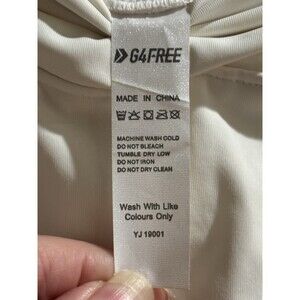 G4FREE
MADE IN CHINA
MACHINE WASH COLD
DO NOT BLEACH
TUMBLE DRY LOW
DO NOT IRON
DO NOT DRY CLEAN
Wash With Like
Colours Only
YJ 19001